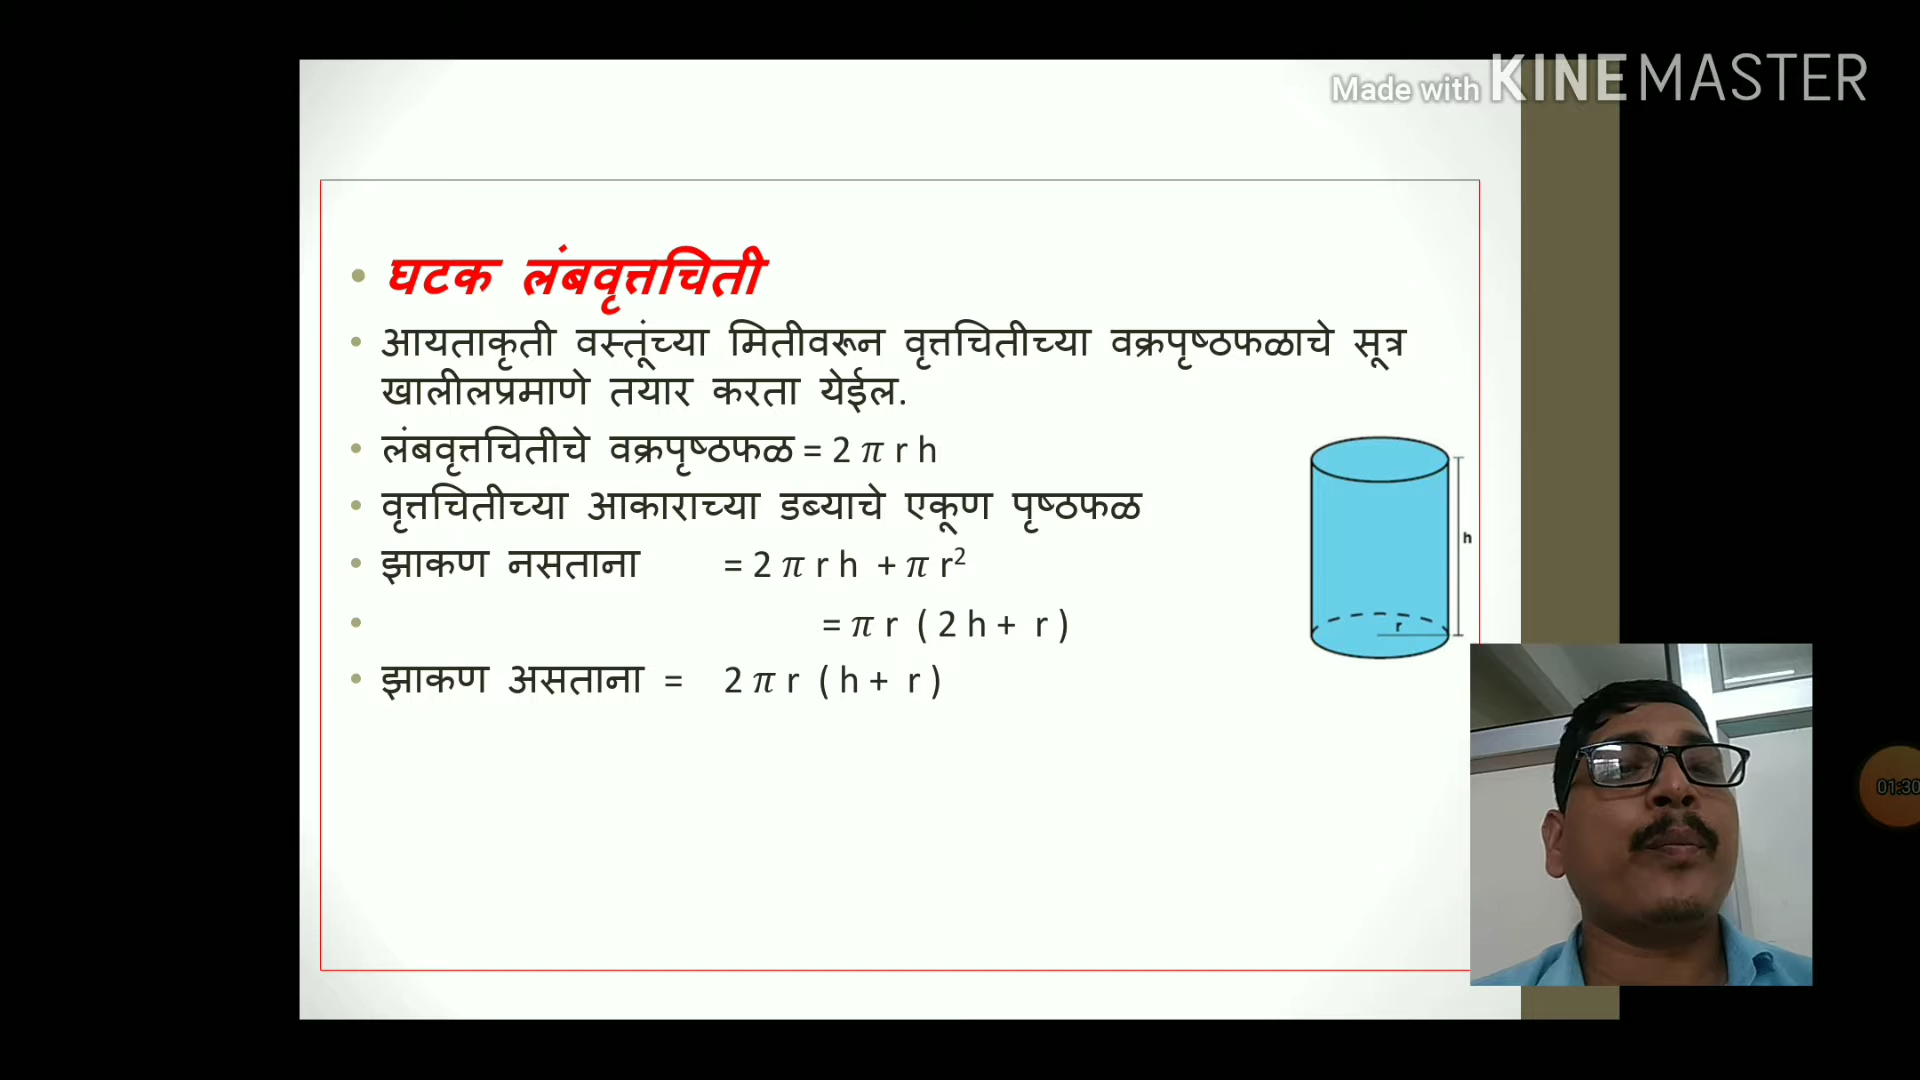 Made with KINEMASTER
• घटक लंबवृत्तचिती
• आयताकृती वस्तूंच्या मितीवरून वृत्तचितीच्या वक्रपृष्ठफळाचे सूत्र
खालीलप्रमाणे तयार करता येईल.
• लंबवृत्तचितीचे वक्रपृष्ठफळ = 2 π r h
• वृत्तचितीच्या आकाराच्या डब्याचे एकूण पृष्ठफळ
• झाकण नसताना = 2 π r h + π r²
• = π r ( 2 h + r )
• झाकण असताना = 2 π r ( h + r )
h
r
01:30